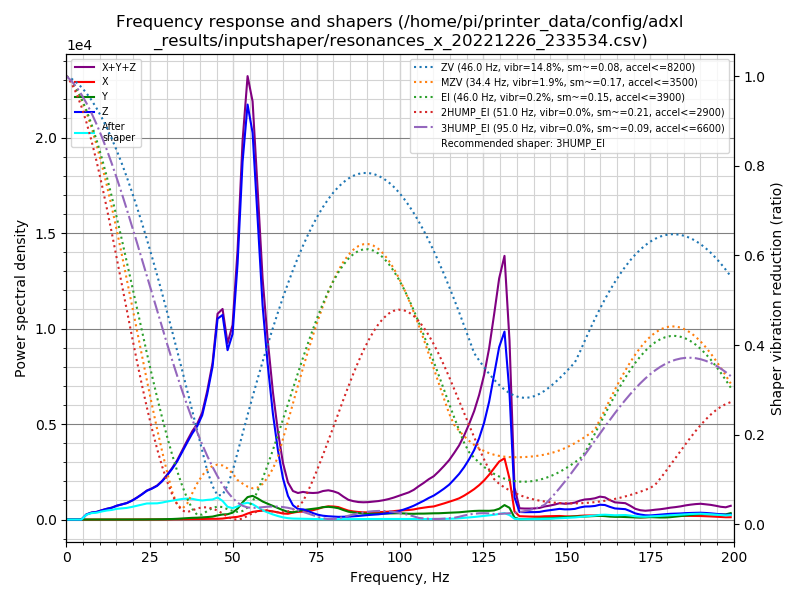 Frequency response and shapers (/home/pi/printer_data/config/adxl
_results/inputshaper/resonances_x_20221226_233534.csv)
1e4
X+Y+Z
X
Y
Z
After
shaper
ZV (46.0 Hz, vibr=14.8%, sm~=0.08, accel<=8200)
MZV (34.4 Hz, vibr=1.9%, sm~=0.17, accel<=3500)
EI (46.0 Hz, vibr=0.2%, sm~=0.15, accel<=3900)
2HUMP_EI (51.0 Hz, vibr=0.0%, sm~=0.21, accel<=2900)
3HUMP_EI (95.0 Hz, vibr=0.0%, sm~=0.09, accel<=6600)
Recommended shaper: 3HUMP_EI
Power spectral density
2.0
1.5
1.0
0.5
0.0
1.0
0.8
0.6
0.4
0.2
0.0
Shaper vibration reduction (ratio)
0 25 50 75 100 125 150 175 200
Frequency, Hz